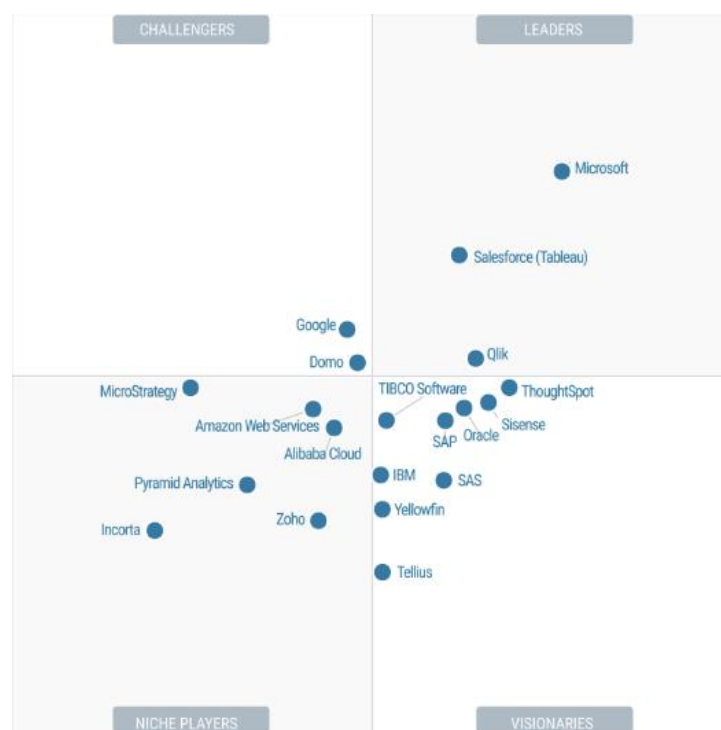 CHALLENGERS
LEADERS
Microsoft
Salesforce (Tableau)
Google
Domo
Qlik
MicroStrategy
TIBCO Software
ThoughtSpot
Amazon Web Services
Sisense
Oracle
SAP
Alibaba Cloud
IBM
SAS
Pyramid Analytics
Yellowfin
Zoho
Incorta
Tellius
NICHE PLAYERS
VISIONARIES